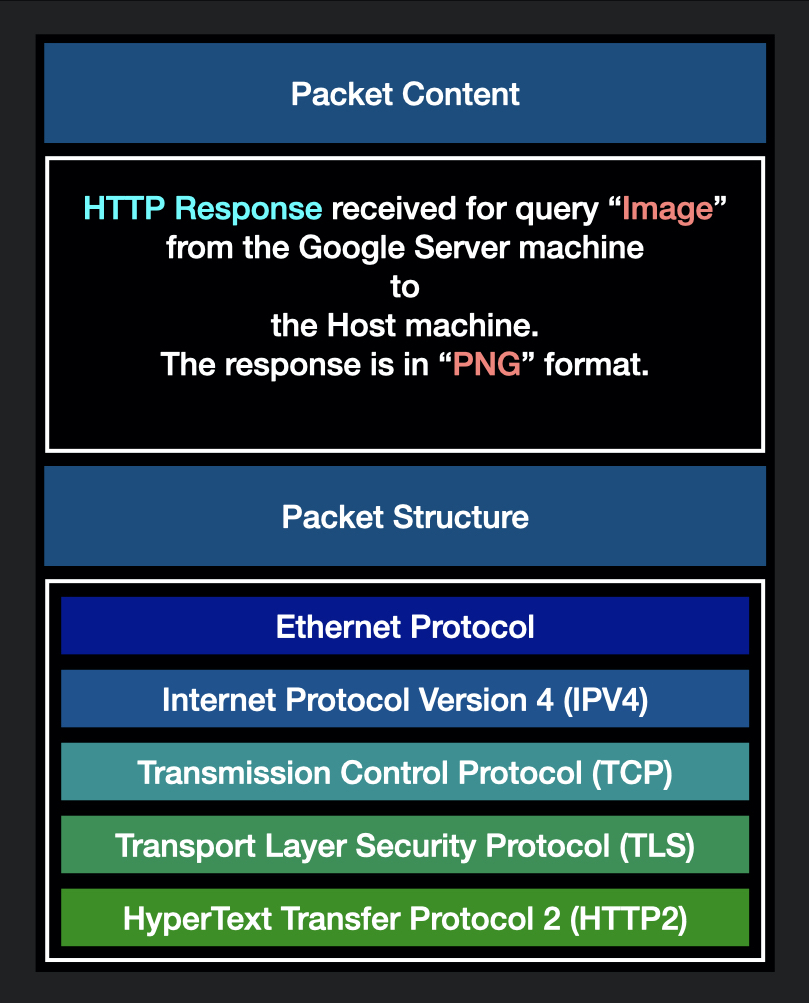 Packet Content
HTTP Response received for query “Image”
from the Google Server machine
to
the Host machine.
The response is in “PNG” format.
Packet Structure
Ethernet Protocol
Internet Protocol Version 4 (IPV4)
Transmission Control Protocol (TCP)
Transport Layer Security Protocol (TLS)
HyperText Transfer Protocol 2 (HTTP2)